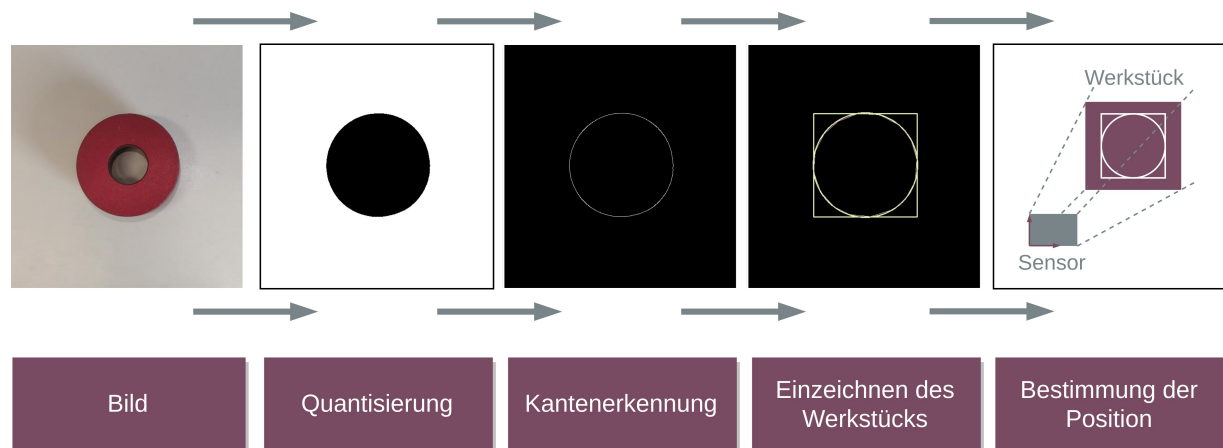 Werkstück
Sensor
Bild
Quantisierung
Kantenerkennung
Einzeichnen des
Werkstücks
Bestimmung der
Position